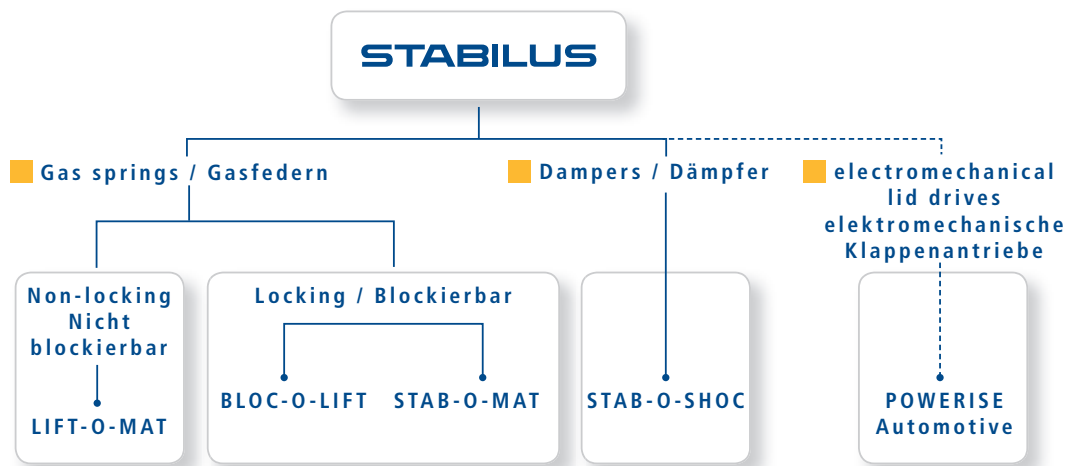 STABILUS
Gas springs / Gasfedern
Dampers / Dämpfer
electromechanical
lid drives
elektromechanische
Klappenantriebe
Non-locking
Nicht
blockierbar
LIFT-O-MAT
Locking / Blockierbar
BLOC-O-LIFT
STAB-O-MAT
STAB-O-SHOC
POWERISE
Automotive